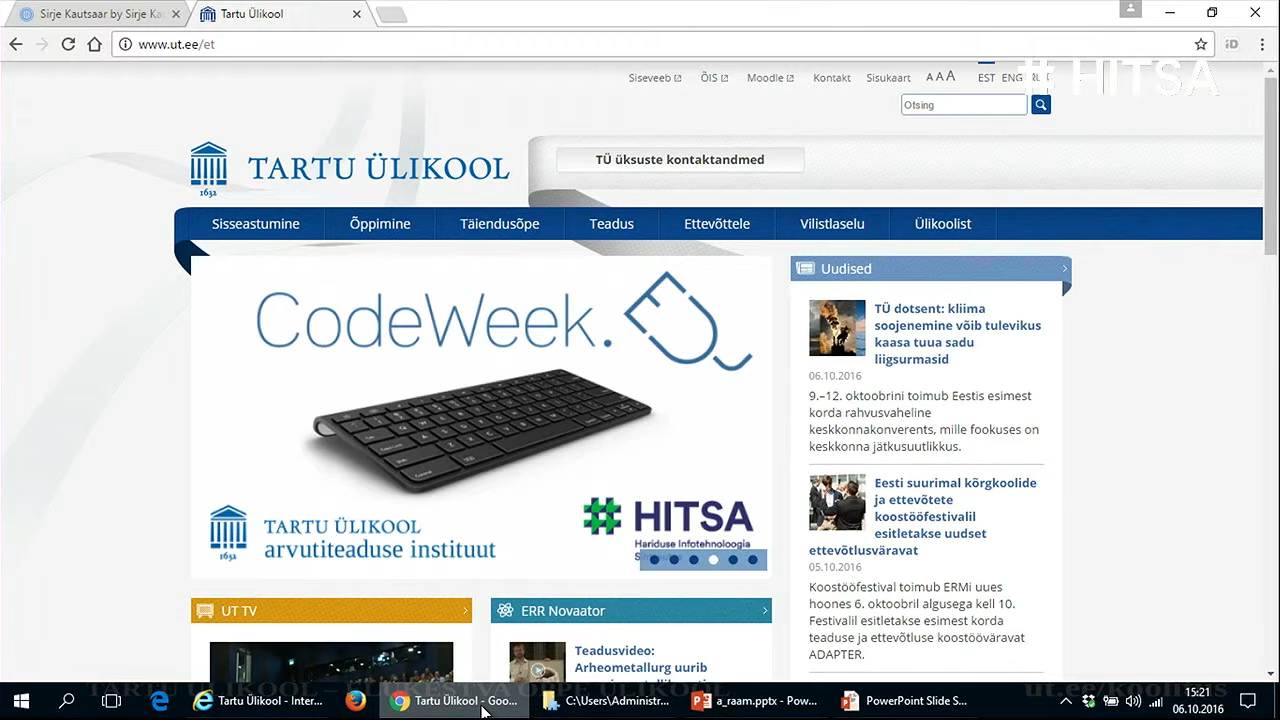 Sirje Kautsaar by Sirje Ka
Tartu Ülikool
www.ut.ee/et
Siseveeb
ÕIS
Moodle
Kontakt
Sisukaart
A A A
EST
ENG
# HITSA
Otsing
1632
TARTU ÜLIKOOL
TÜ üksuste kontaktandmed
Sisseastumine
Õppimine
Täiendusõpe
Teadus
Ettevõttele
Vilistlaselu
Ülikoolist
CodeWeek.
1632
TARTU ÜLIKOOL
arvutiteaduse instituut
HITSA
Hariduse Infotehnoloogia
Uudised
TÜ dotsent: kliima
soojenemine võib tulevikus
kaasa tuua sadu
liigsurmasid
06.10.2016
9.–12. oktoobrini toimub Eestis esimest
korda rahvusvaheline
keskkonnakonverents, mille fookuses on
keskkonna jätkusuutlikkus.
Eesti suurimal kõrgkoolide
ja ettevõtete
koostööfestivalil
esitletakse uudset
ettevõtlusväravat
05.10.2016
Koostööfestival toimub ERMi uues
hoones 6. oktoobril algusega kell 10.
Festivalil esitletakse esimest korda
teaduse ja ettevõtluse koostööväravat
ADAPTER.
UT TV
ERR Novaator
Teadusvideo:
Arheometallurg uurib
Tartu Ülikool - Inter...
Tartu Ülikool - Goo...
C:\Users\Administr...
a_raam.pptx - Pow...
PowerPoint Slide S...
15:21
06.10.2016